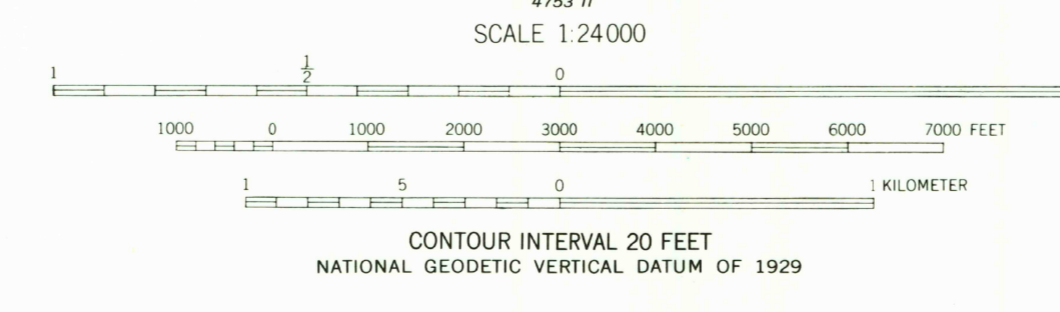 SCALE 1:24000
1 1/2 0
1000 0 1000 2000 3000 4000 5000 6000 7000 FEET
1 5 0 1 KILOMETER
CONTOUR INTERVAL 20 FEET
NATIONAL GEODETIC VERTICAL DATUM OF 1929